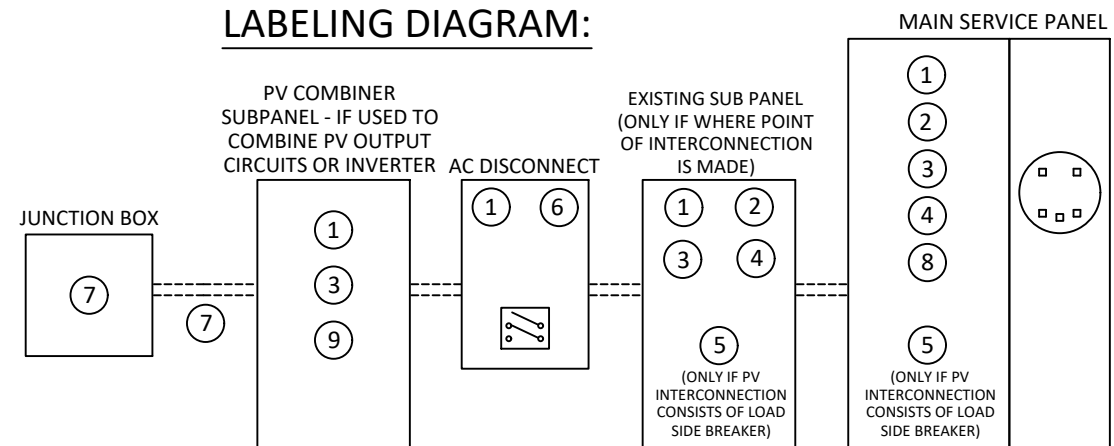 LABELING DIAGRAM:
MAIN SERVICE PANEL
PV COMBINER
SUBPANEL - IF USED TO
COMBINE PV OUTPUT
CIRCUITS OR INVERTER
AC DISCONNECT
EXISTING SUB PANEL
(ONLY IF WHERE POINT
OF INTERCONNECTION
IS MADE)
JUNCTION BOX
7
7
1
3
9
1 6
1 2
3 4
5
(ONLY IF PV
INTERCONNECTION
CONSISTS OF LOAD
SIDE BREAKER)
1
2
3
4
8
5
(ONLY IF PV
INTERCONNECTION
CONSISTS OF LOAD
SIDE BREAKER)